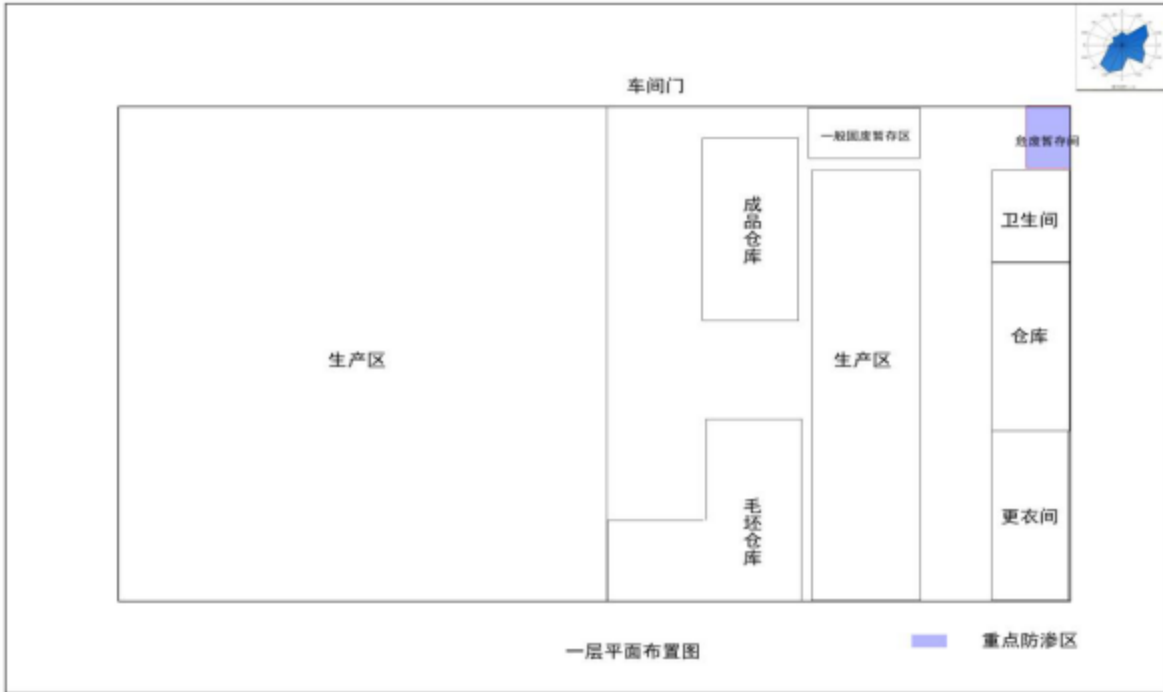 车间门
一般固废暂存区
危废暂存间
成品仓库
卫生间
仓库
生产区
生产区
毛坯仓库
更衣间
一层平面布置图
重点防渗区